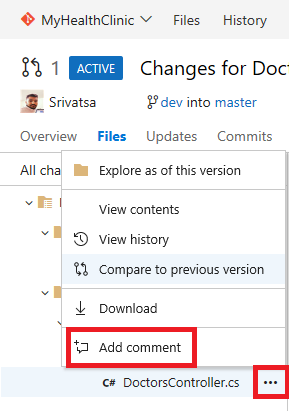 MyHealthClinic Files History
1 ACTIVE Changes for Doc
Srivatsa dev into master
Overview Files Updates Commits
All cha
Explore as of this version
View contents
View history
Compare to previous version
Download
Add comment
C# DoctorsController.cs ...